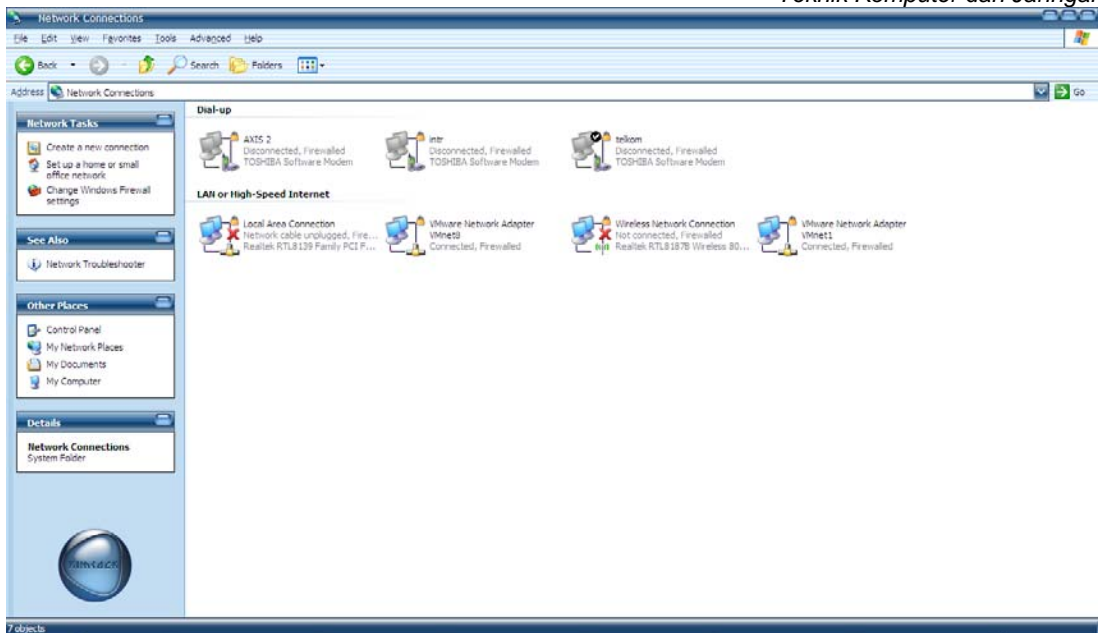 Teknik Komputer dan Jaringan
Network Connections
File Edit View Favorites Tools Advanced Help
Back Search Folders
Address Network Connections Go
Network Tasks
Create a new connection
Set up a home or small
office network
Change Windows Firewall
settings
See Also
Network Troubleshooter
Other Places
Control Panel
My Network Places
My Documents
My Computer
Details
Network Connections
System Folder
Dial-up
AXIS 2
Disconnected, Firewalled
TOSHIBA Software Modem
intr
Disconnected, Firewalled
TOSHIBA Software Modem
telkom
Disconnected, Firewalled
TOSHIBA Software Modem
LAN or High-Speed Internet
Local Area Connection
Network cable unplugged, Fire...
Realtek RTL8139 Family PCI F...
VMware Network Adapter
VMnet8
Connected, Firewalled
Wireless Network Connection
Not connected, Firewalled
Realtek RTL8187B Wireless 80...
VMware Network Adapter
VMnet1
Connected, Firewalled
7 objects